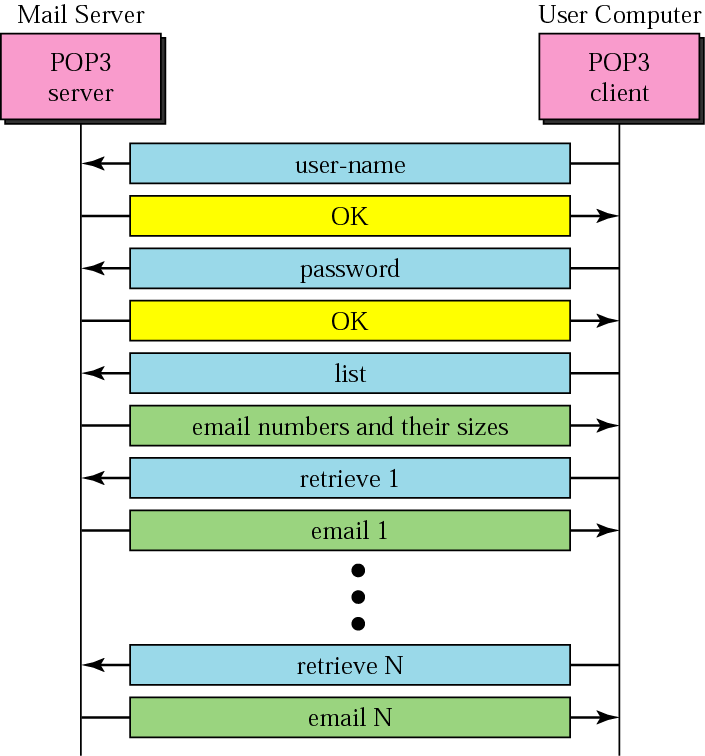 Mail Server
User Computer
POP3
server
POP3
client
user-name
OK
password
OK
list
email numbers and their sizes
retrieve 1
email 1
retrieve N
email N